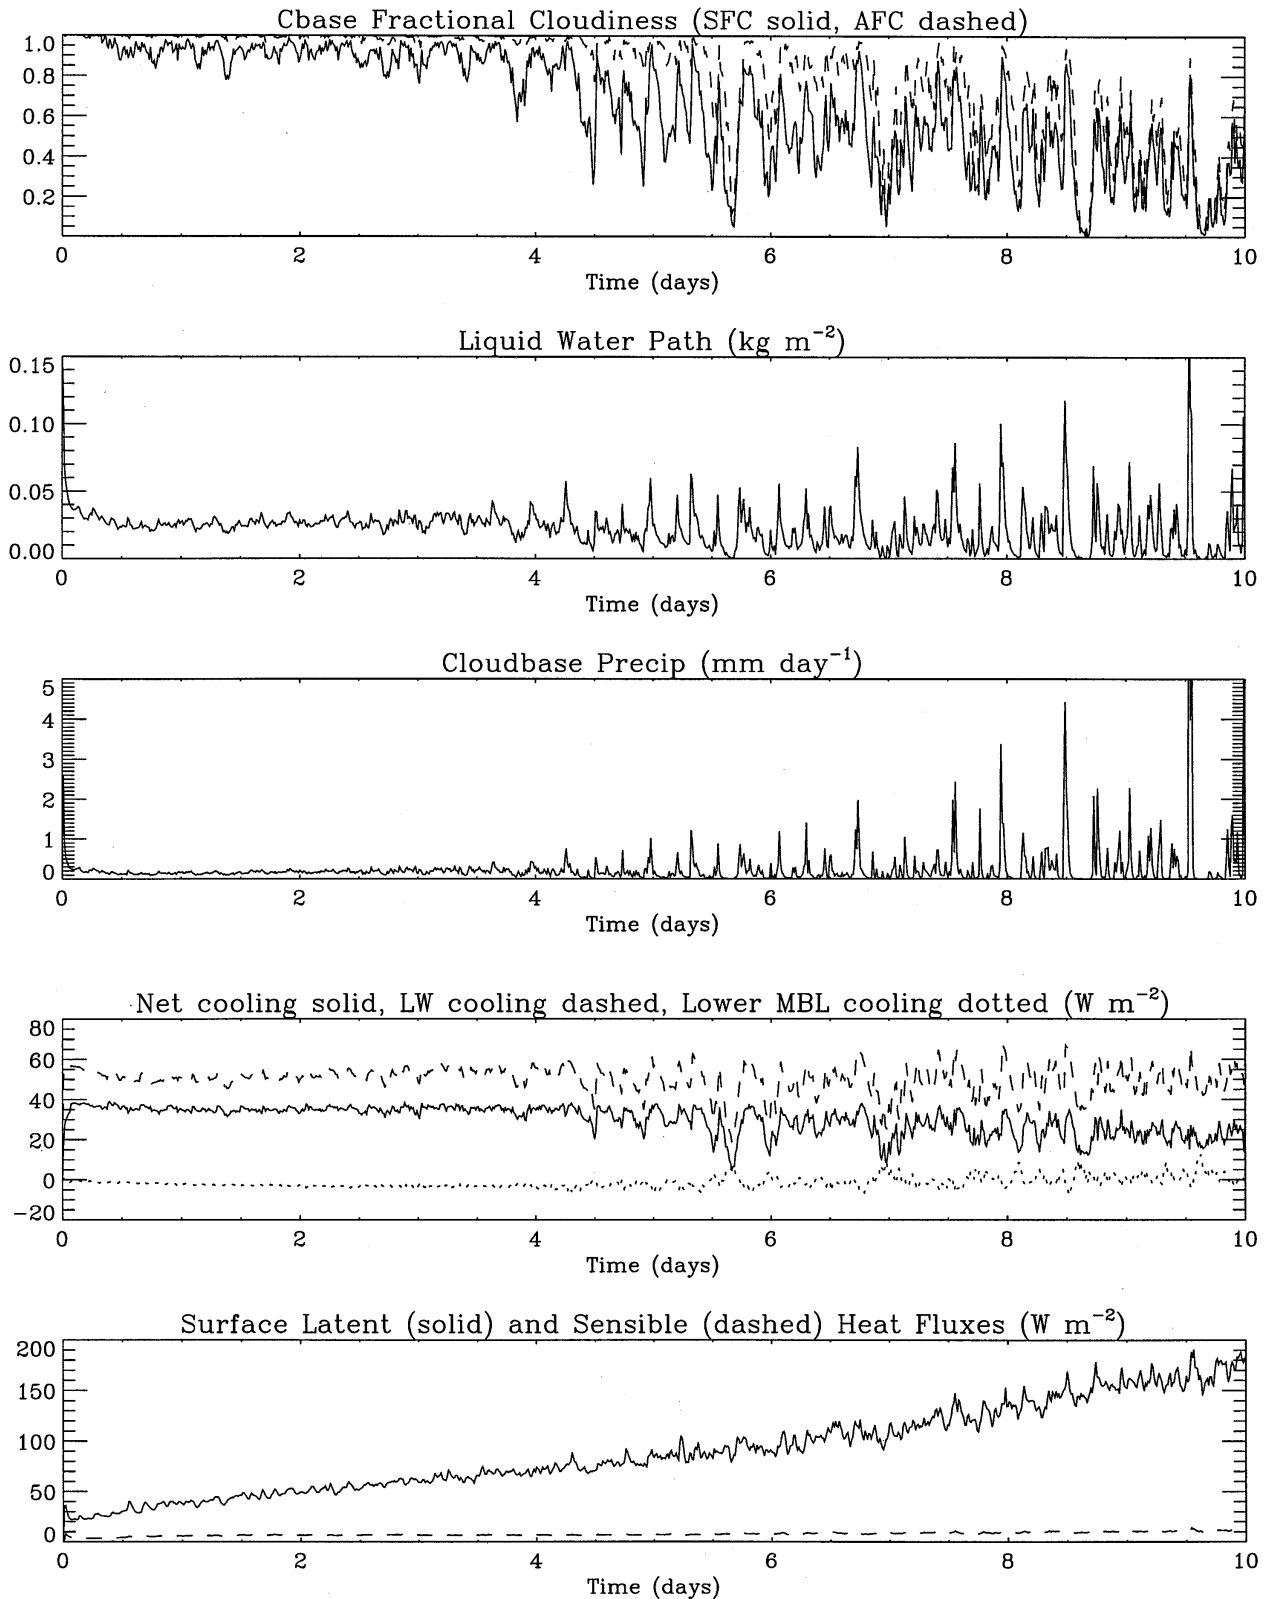 Cbase Fractional Cloudiness (SFC solid, AFC dashed)
1.0
0.8
0.6
0.4
0.2
0 2 4 6 8 10
Time (days)
Liquid Water Path (kg m⁻²)
0.15
0.10
0.05
0.00
0 2 4 6 8 10
Time (days)
Cloudbase Precip (mm day⁻¹)
5
4
3
2
1
0
0 2 4 6 8 10
Time (days)
Net cooling solid, LW cooling dashed, Lower MBL cooling dotted (W m⁻²)
80
60
40
20
0
−20
0 2 4 6 8 10
Time (days)
Surface Latent (solid) and Sensible (dashed) Heat Fluxes (W m⁻²)
200
150
100
50
0
0 2 4 6 8 10
Time (days)